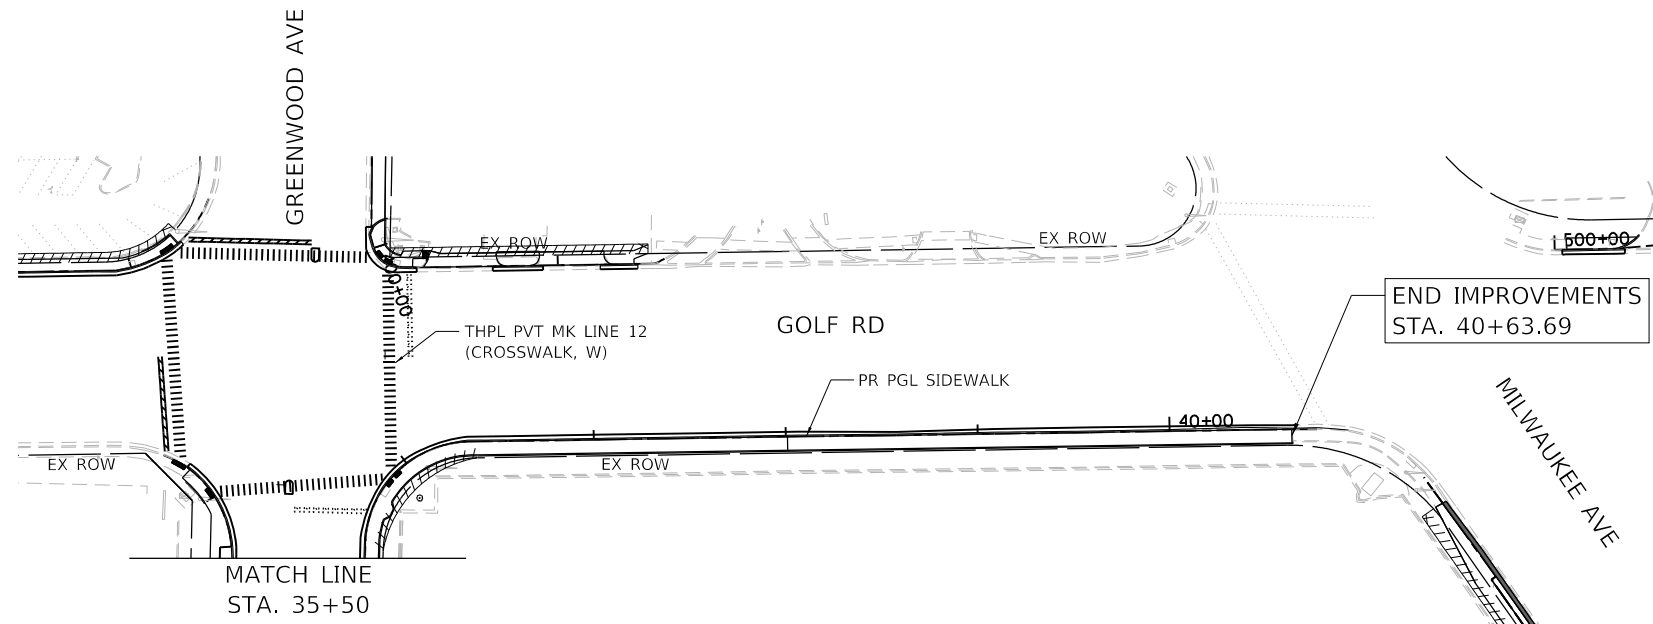 GREENWOOD AVE
EX ROW
EX ROW
500+00
0+00
END IMPROVEMENTS
STA. 40+63.69
THPL PVT MK LINE 12
(CROSSWALK, W)
GOLF RD
PR PGL SIDEWALK
MILWAUKEE AVE
40+00
EX ROW
EX ROW
MATCH LINE
STA. 35+50